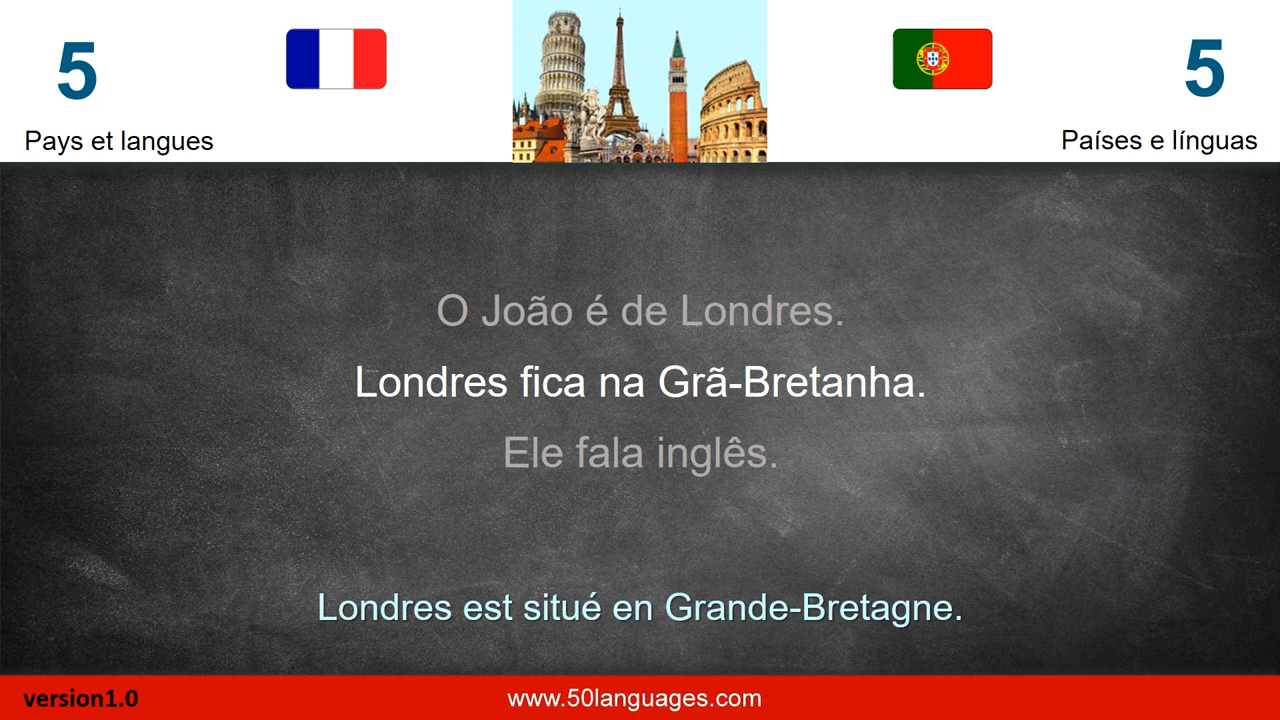 5
5
Pays et langues
Países e línguas
O João é de Londres.
Londres fica na Grã-Bretanha.
Ele fala inglês.
Londres est situé en Grande-Bretagne.
version1.0
www.50languages.com